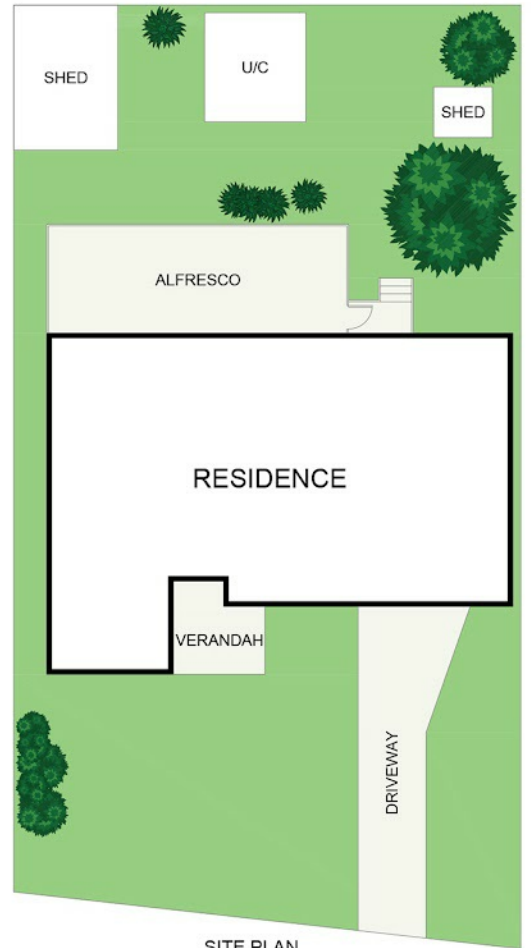 SHED
U/C
SHED
ALFRESCO
RESIDENCE
VERANDAH
DRIVEWAY
SITE PLAN